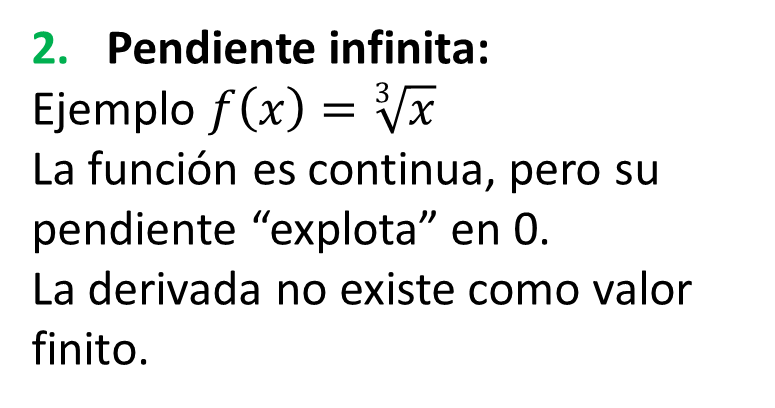 2. Pendiente infinita:
Ejemplo f(x) = ∛x
La función es continua, pero su
pendiente “explota” en 0.
La derivada no existe como valor
finito.